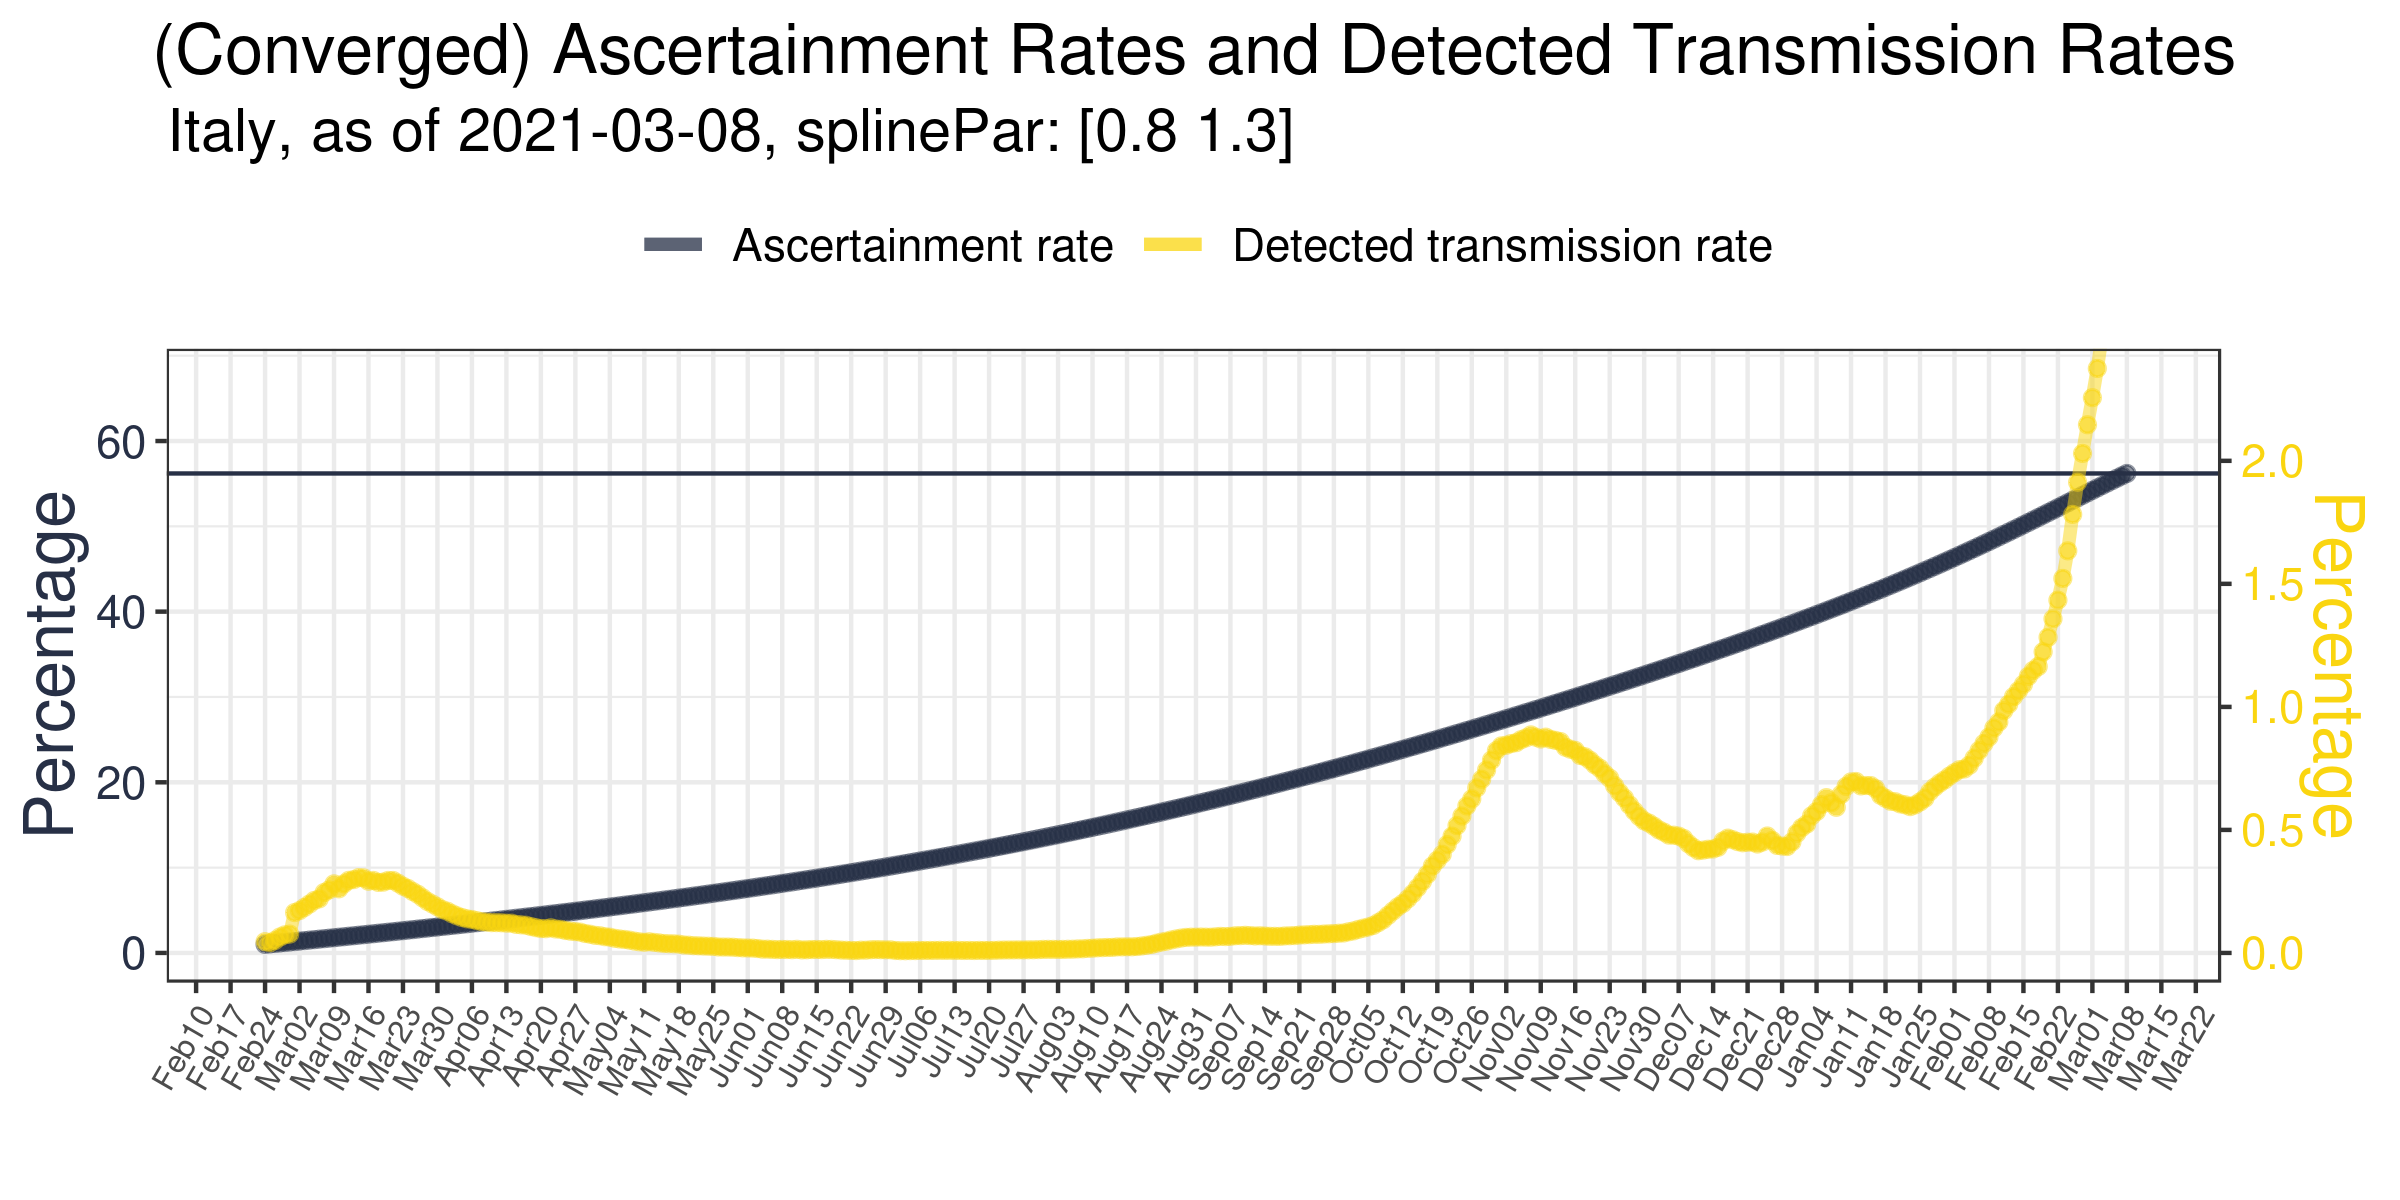 (Converged) Ascertainment Rates and Detected Transmission Rates
Italy, as of 2021-03-08, splinePar: [0.8 1.3]
Ascertainment rate
Detected transmission rate
Percentage
60
40
20
0
2.0
1.5
1.0
0.5
0.0
Percentage
Feb10
Feb17
Feb24
Mar02
Mar09
Mar16
Mar23
Mar30
Apr06
Apr13
Apr20
Apr27
May04
May11
May18
May25
Jun01
Jun08
Jun15
Jun22
Jun29
Jul06
Jul13
Jul20
Jul27
Aug03
Aug10
Aug17
Aug24
Aug31
Sep07
Sep14
Sep21
Sep28
Oct05
Oct12
Oct19
Oct26
Nov02
Nov09
Nov16
Nov23
Nov30
Dec07
Dec14
Dec21
Dec28
Jan04
Jan11
Jan18
Jan25
Feb01
Feb08
Feb15
Feb22
Mar01
Mar08
Mar15
Mar22